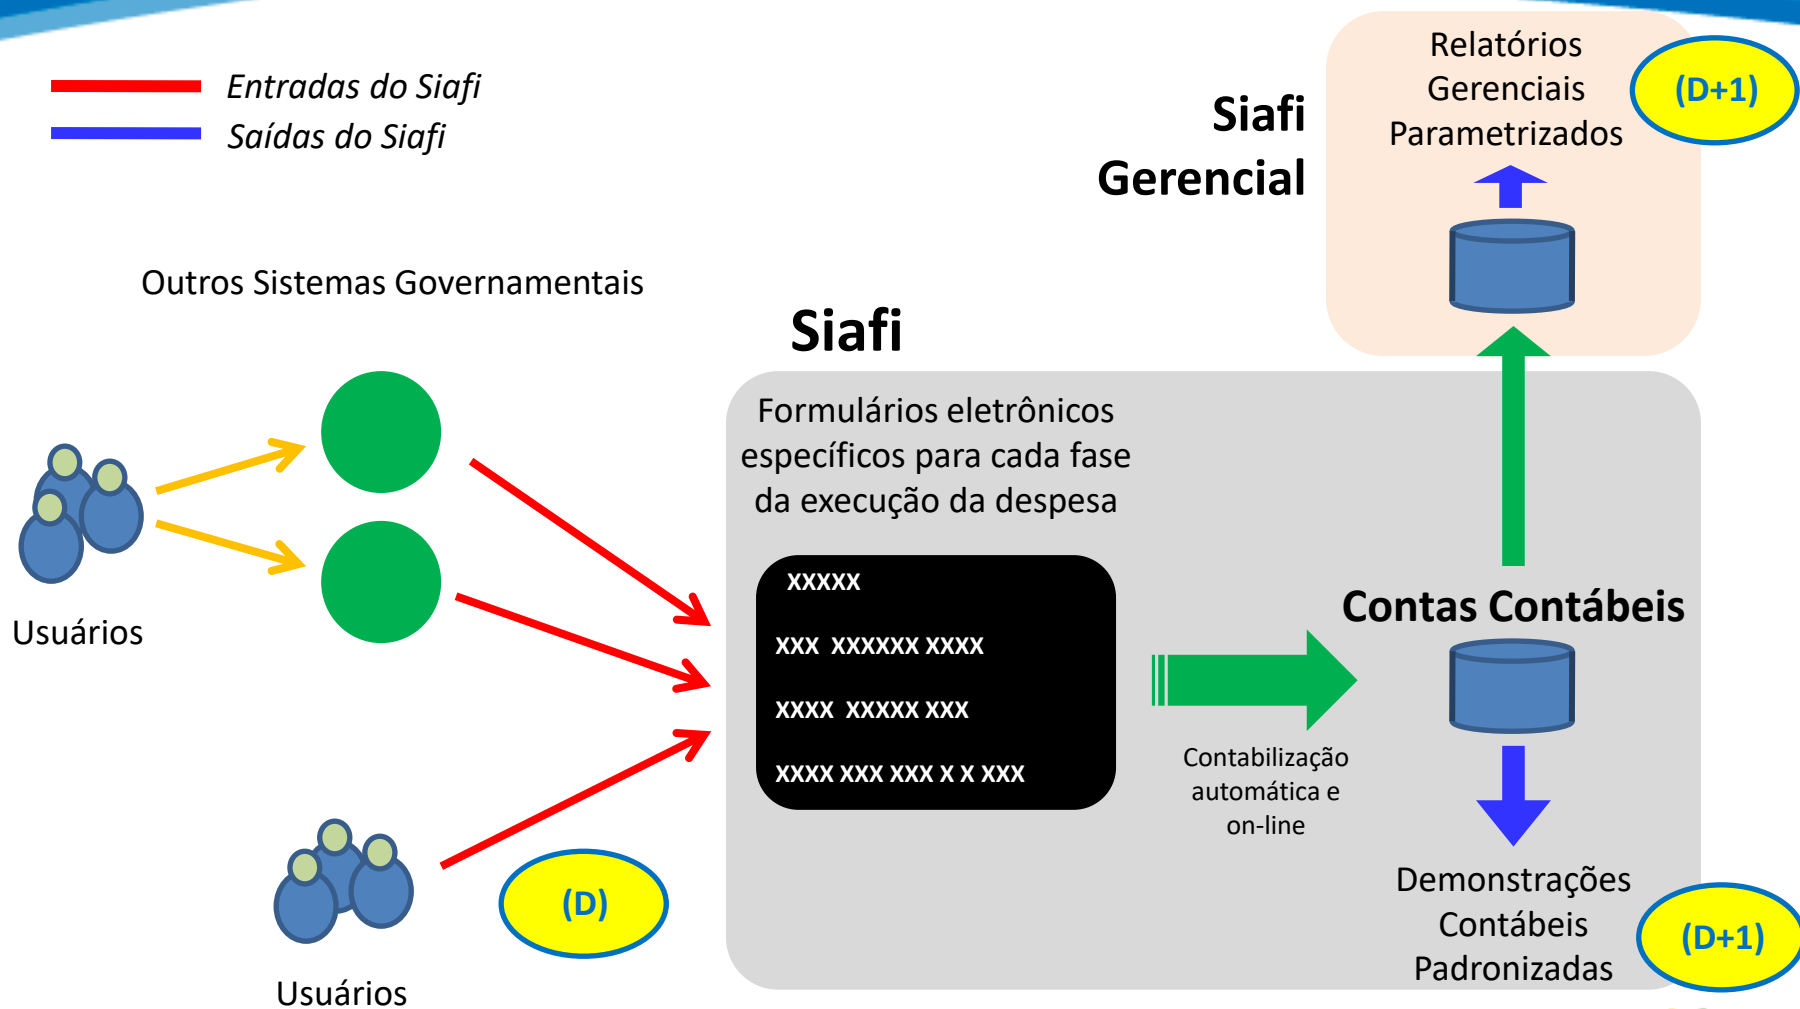 Entradas do Siafi
Saídas do Siafi
Siafi
Gerencial
Relatórios
Gerenciais
Parametrizados
(D+1)
Outros Sistemas Governamentais
Usuários
Usuários
(D)
Siafi
Formulários eletrônicos
específicos para cada fase
da execução da despesa
XXXXX
XXX XXXXXX XXXX
XXXX XXXXX XXX
XXXX XXX XXX X X XXX
Contabilização
automática e
on-line
Contas Contábeis
Demonstrações
Contábeis
Padronizadas
(D+1)